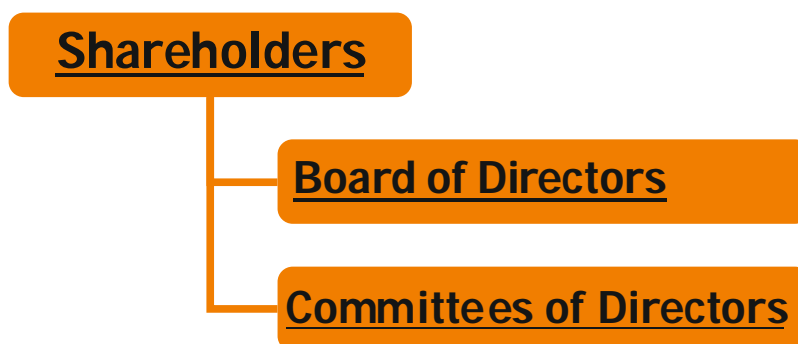 Shareholders
Board of Directors
Committees of Directors